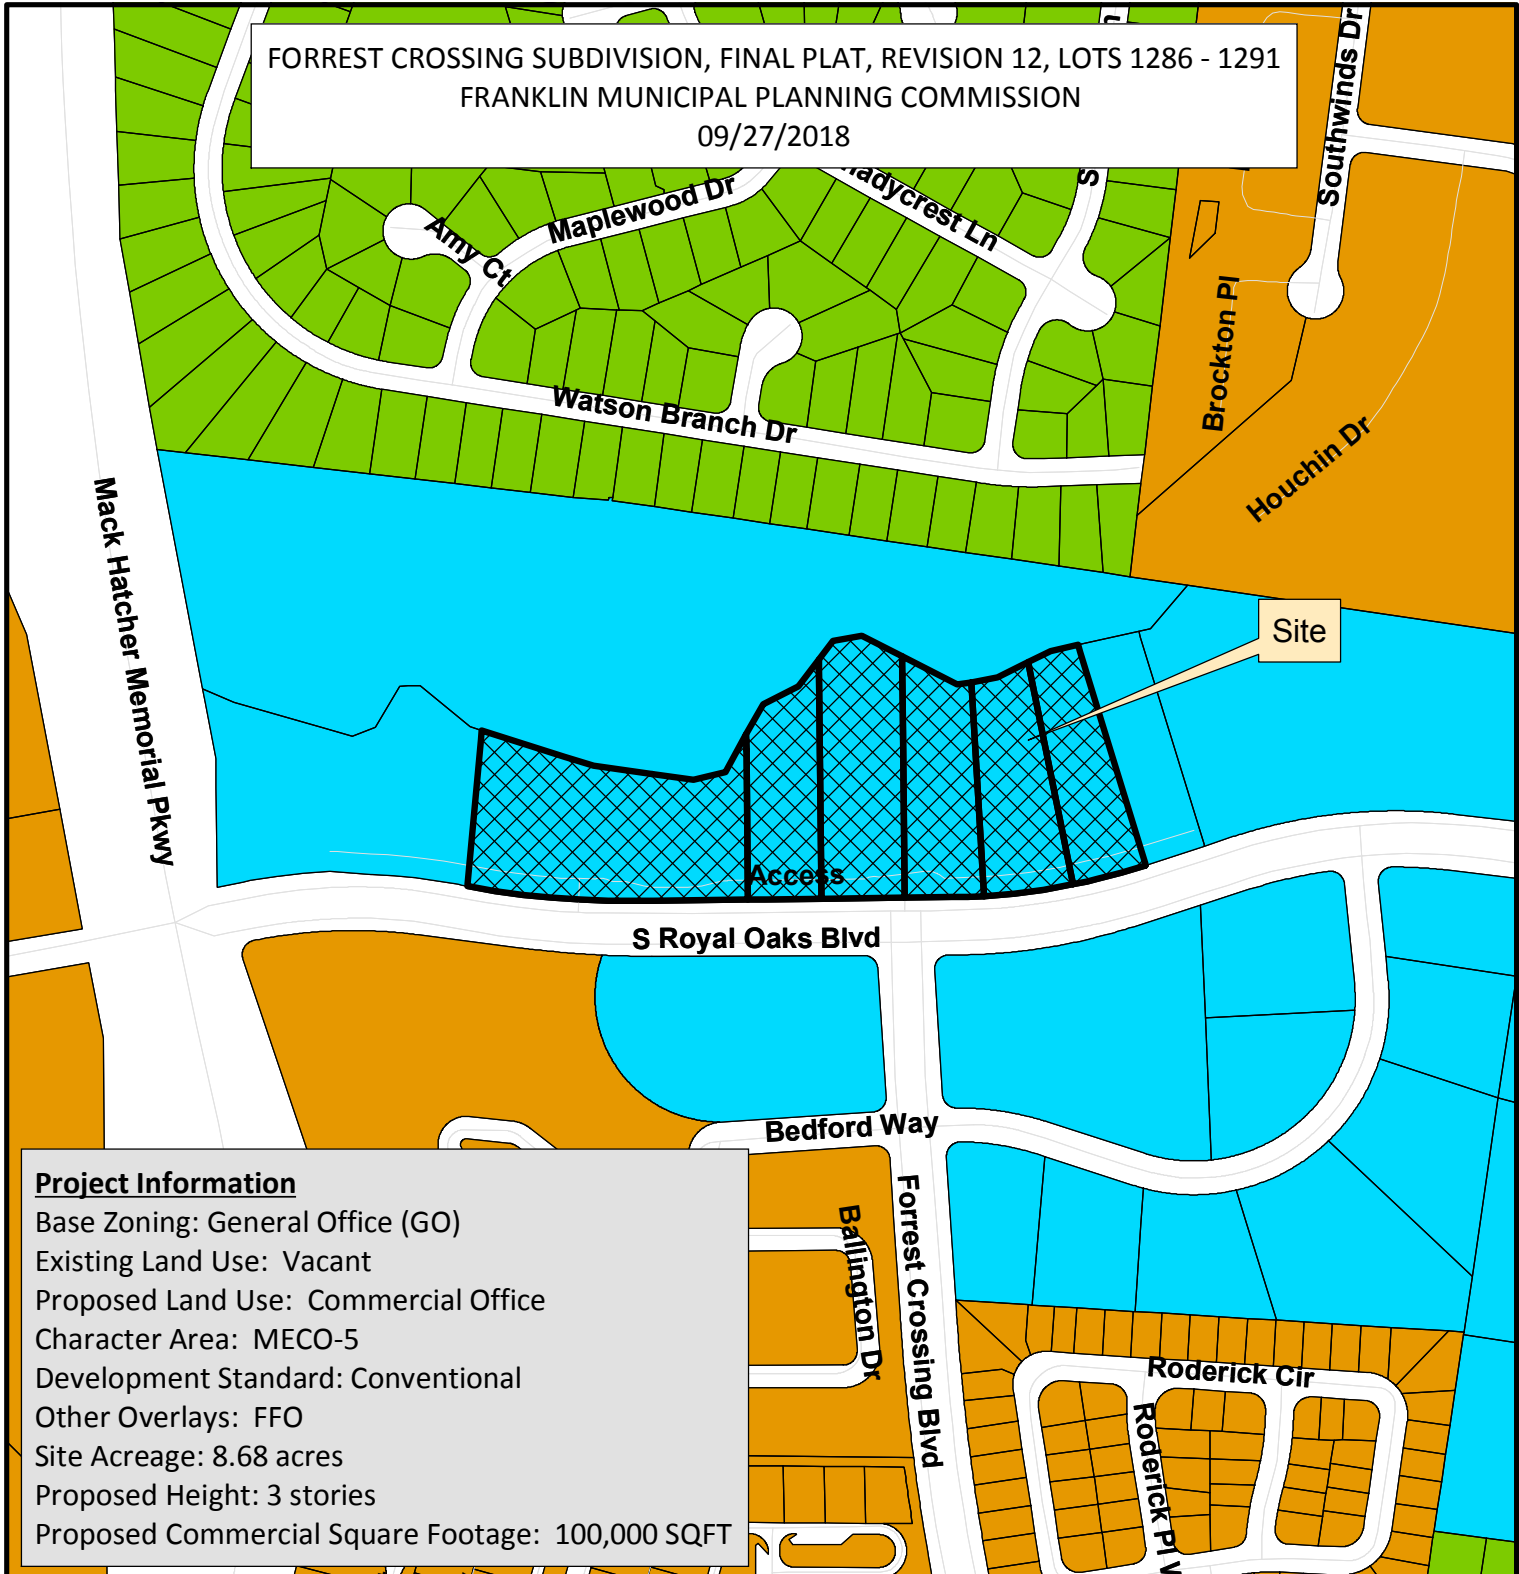 FORREST CROSSING SUBDIVISION, FINAL PLAT, REVISION 12, LOTS 1286 - 1291
FRANKLIN MUNICIPAL PLANNING COMMISSION
09/27/2018
Southwinds Dr
Maplewood Dr
Amy Ct
Ln
Brockton Pl
Houchin Dr
Watson Branch Dr
Mack Hatcher Memorial Pkwy
Site
Access
S Royal Oaks Blvd
Bedford Way
Forrest Crossing Blvd
Ballington Dr
Roderick Cir
Roderick Pl
Project Information
Base Zoning: General Office (GO)
Existing Land Use: Vacant
Proposed Land Use: Commercial Office
Character Area: MECO-5
Development Standard: Conventional
Other Overlays: FFO
Site Acreage: 8.68 acres
Proposed Height: 3 stories
Proposed Commercial Square Footage: 100,000 SQFT